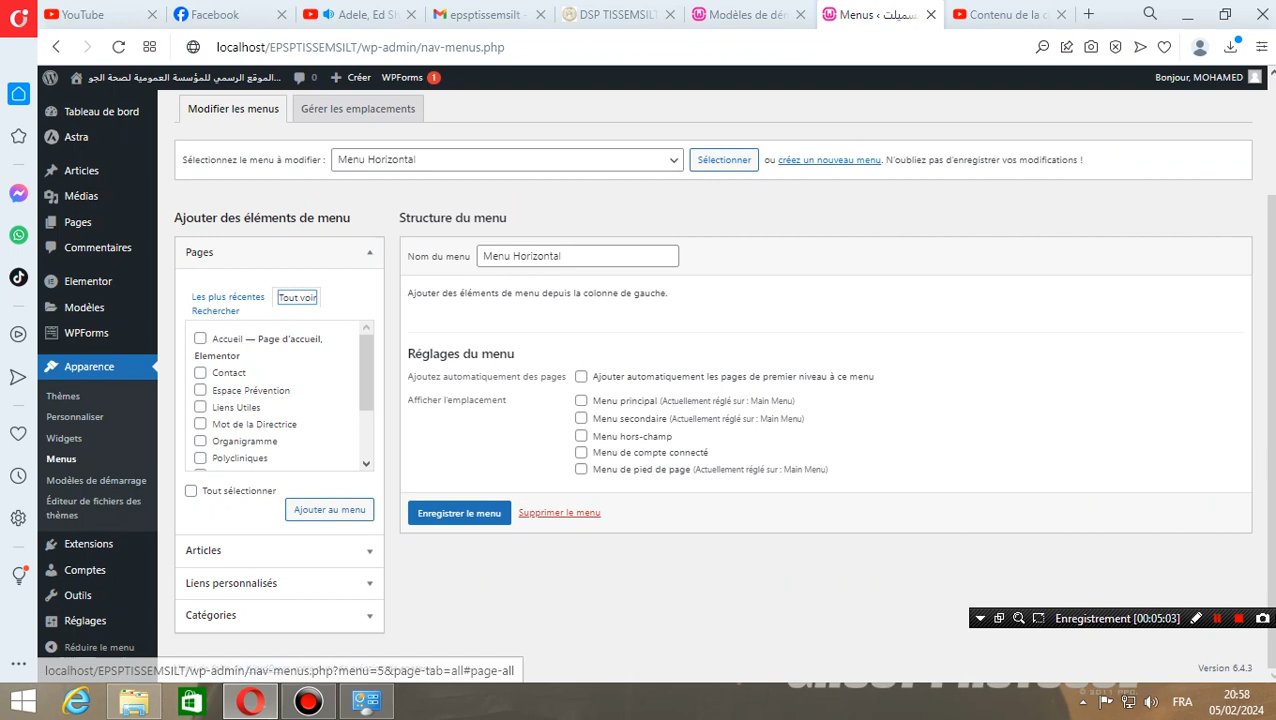 YouTube
Facebook
Adele, Ed Sh
epsptissemsilt -
DSP TISSEMSILT
Modèles de dém
Menus ‹ تيسمسيلت
Contenu de la c
localhost/EPSPTISSEMSILT/wp-admin/nav-menus.php
الموقع الرسمي للمؤسسة العمومية لصحة الجو...
0
Créer
WPForms 1
Bonjour, MOHAMED
Tableau de bord
Astra
Articles
Médias
Pages
Commentaires
Elementor
Modèles
WPForms
Apparence
Thèmes
Personnaliser
Widgets
Menus
Modèles de démarrage
Éditeur de fichiers des
thèmes
Extensions
Comptes
Outils
Réglages
Réduire le menu
Modifier les menus
Gérer les emplacements
Sélectionnez le menu à modifier :
Menu Horizontal
Sélectionner
ou créez un nouveau menu. N'oubliez pas d'enregistrer vos modifications !
Ajouter des éléments de menu
Pages
Les plus récentes
Tout voir
Rechercher
Accueil — Page d'accueil,
Elementor
Contact
Espace Prévention
Liens Utiles
Mot de la Directrice
Organigramme
Polycliniques
Tout sélectionner
Ajouter au menu
Articles
Liens personnalisés
Catégories
Structure du menu
Nom du menu
Menu Horizontal
Ajouter des éléments de menu depuis la colonne de gauche.
Réglages du menu
Ajoutez automatiquement des pages
Ajouter automatiquement les pages de premier niveau à ce menu
Afficher l'emplacement
Menu principal (Actuellement réglé sur : Main Menu)
Menu secondaire (Actuellement réglé sur : Main Menu)
Menu hors-champ
Menu de compte connecté
Menu de pied de page (Actuellement réglé sur : Main Menu)
Enregistrer le menu
Supprimer le menu
Enregistrement [00:05:03]
localhost/EPSPTISSEMSILT/wp-admin/nav-menus.php?menu=5&page-tab=all#page-all
Version 6.4.3
FRA
20:58
05/02/2024